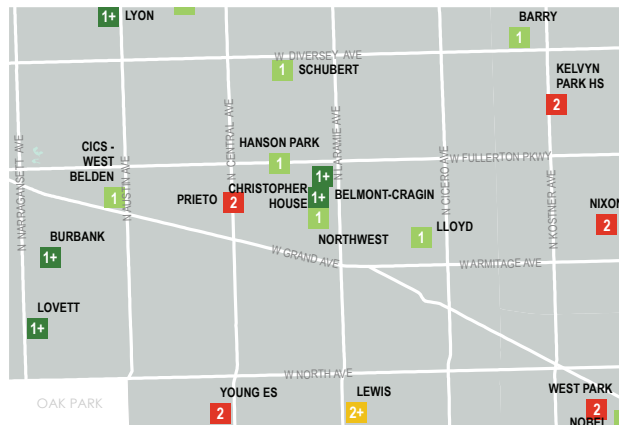 1+ LYON
BARRY
1
W DIVERSEY AVE
1 SCHUBERT
KELVYN
PARK HS
2
N NARRAGANSETT AVE
N AUSTIN AVE
N CENTRAL AVE
N LARAMIE AVE
N CICERO AVE
N KOSTNER AVE
HANSON PARK
1
W FULLERTON PKWY
CICS -
WEST
BELDEN
1
PRIETO 2
CHRISTOPHER
HOUSE
1+
1+ BELMONT-CRAGIN
1
NORTHWEST
1 LLOYD
NIXON
2
BURBANK
1+
W GRAND AVE
W ARMITAGE AVE
LOVETT
1+
W NORTH AVE
OAK PARK
YOUNG ES
2
LEWIS
2+
WEST PARK
2
NOBEL